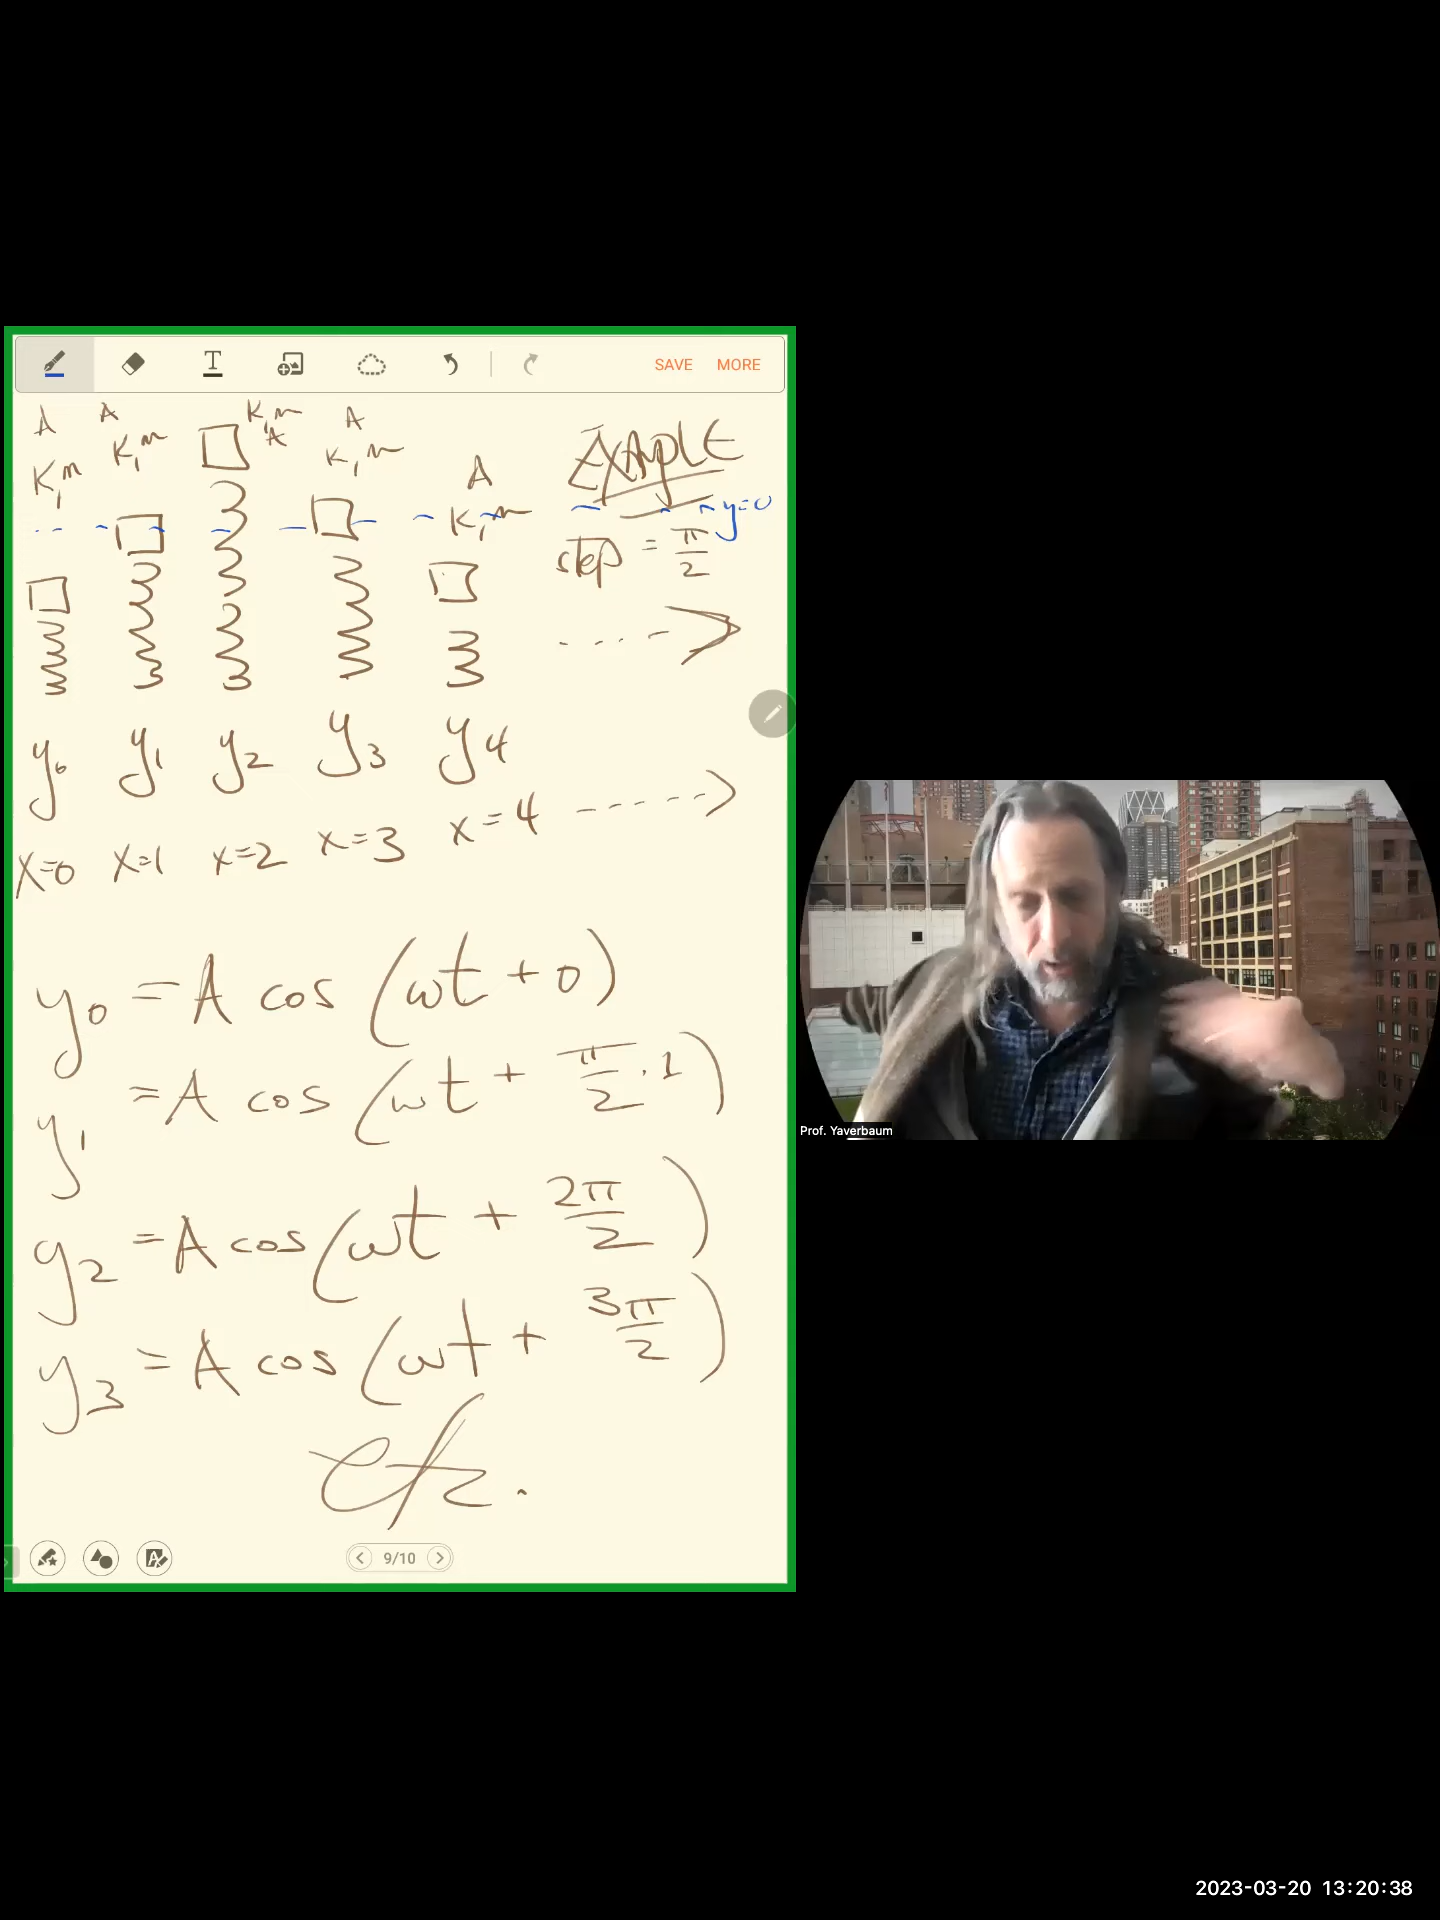 SAVE MORE
A A K,m A A
K,m K,m K,m A K,m
EXAMPLE
y=0
step = π/2
y0 y1 y2 y3 y4
x=0 x=1 x=2 x=3 x=4
y0 = A cos (ωt + 0)
y1 = A cos (ωt + π/2 · 1)
y2 = A cos (ωt + 2π/2)
y3 = A cos (ωt + 3π/2)
etc.
9/10
Prof. Yaverbaum
2023-03-20 13:20:38